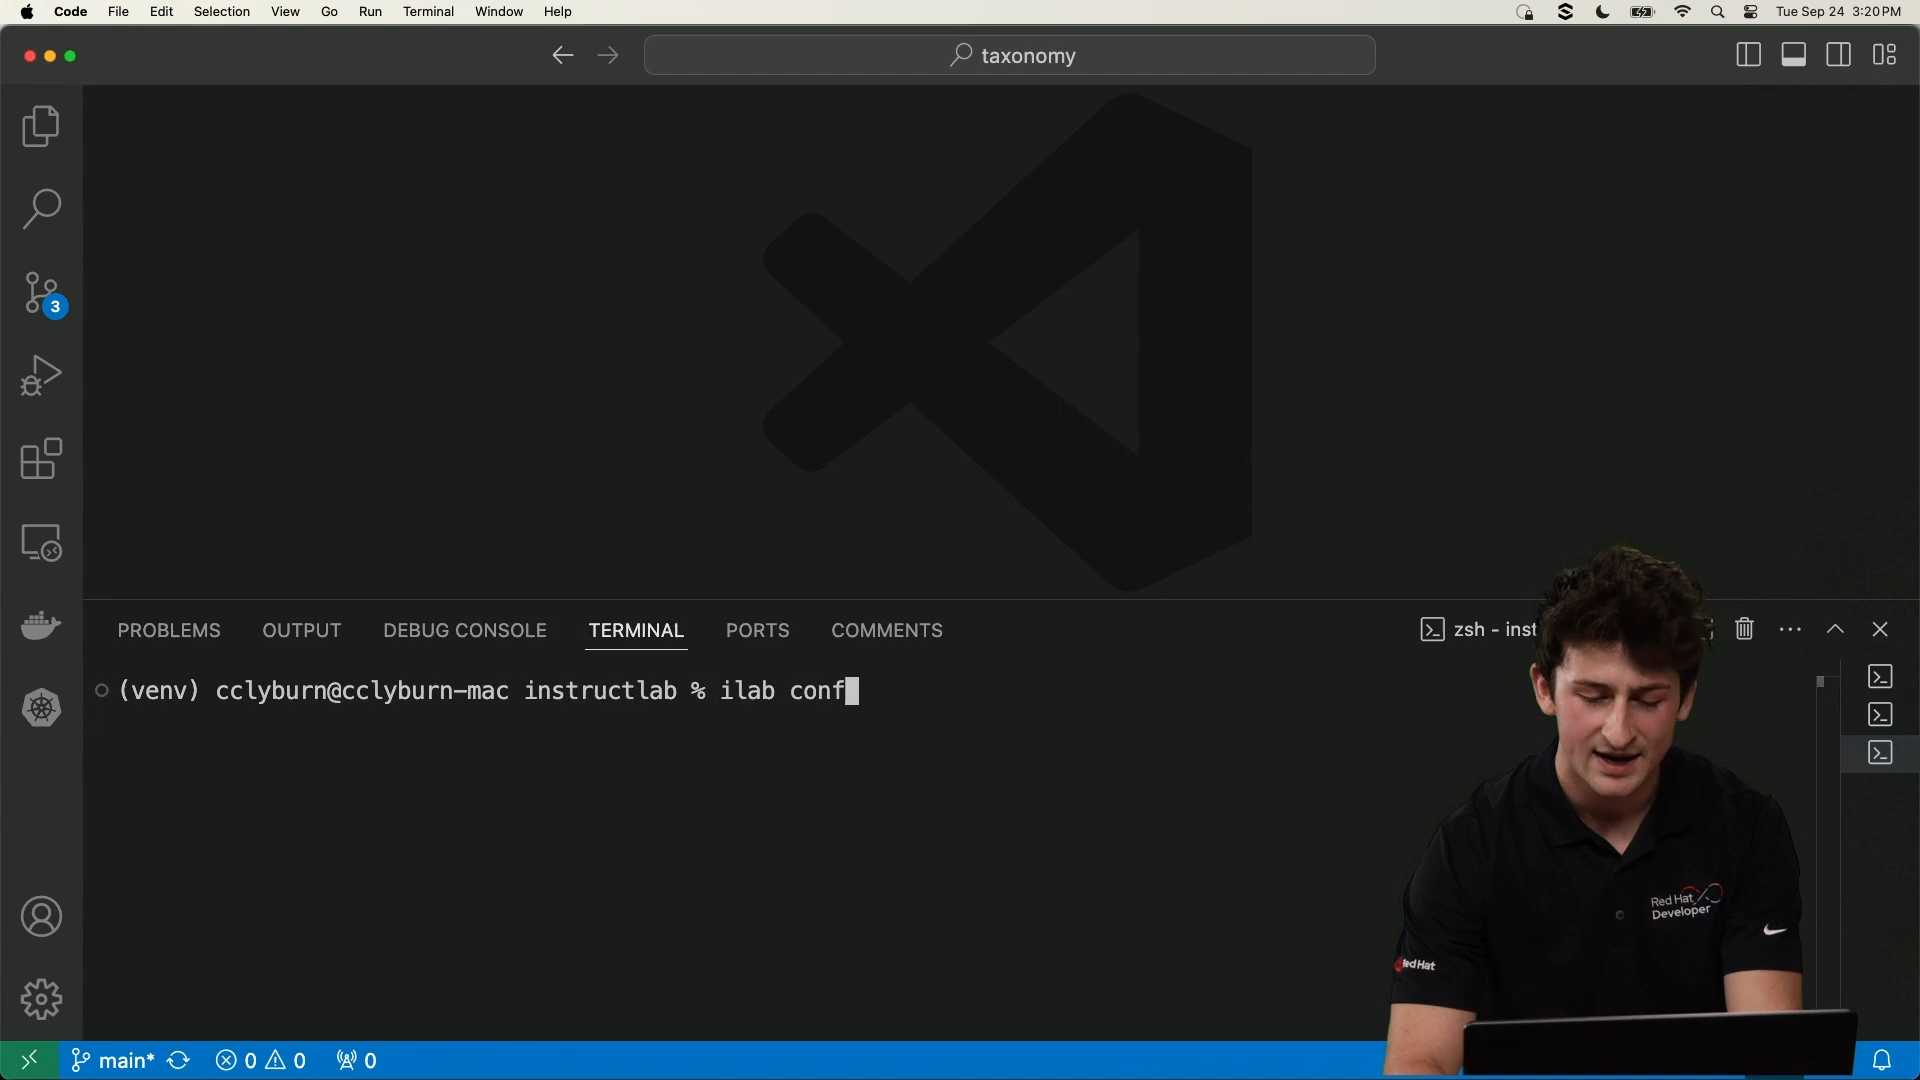 Code File Edit Selection View Go Run Terminal Window Help Tue Sep 24 3:20 PM
taxonomy
3
PROBLEMS OUTPUT DEBUG CONSOLE TERMINAL PORTS COMMENTS zsh - inst
(venv) cclyburn@cclyburn-mac instructlab % ilab conf
Red Hat
Developer
Red Hat
main* 0 0 0